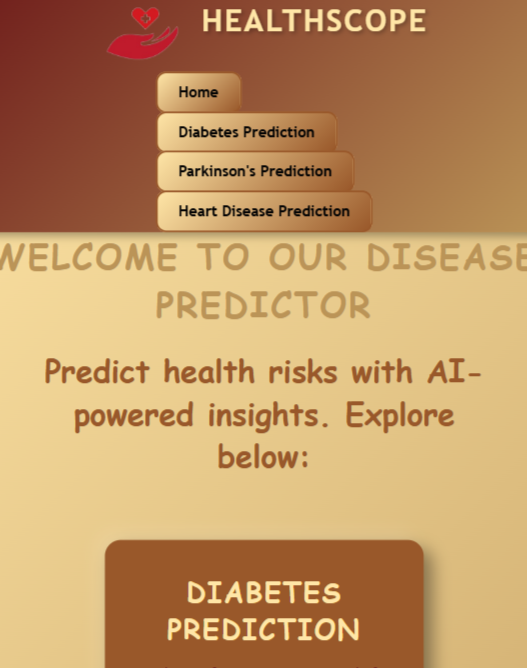 HEALTHSCOPE
Home
Diabetes Prediction
Parkinson's Prediction
Heart Disease Prediction
WELCOME TO OUR DISEASE
PREDICTOR
Predict health risks with AI-
powered insights. Explore
below:
DIABETES
PREDICTION